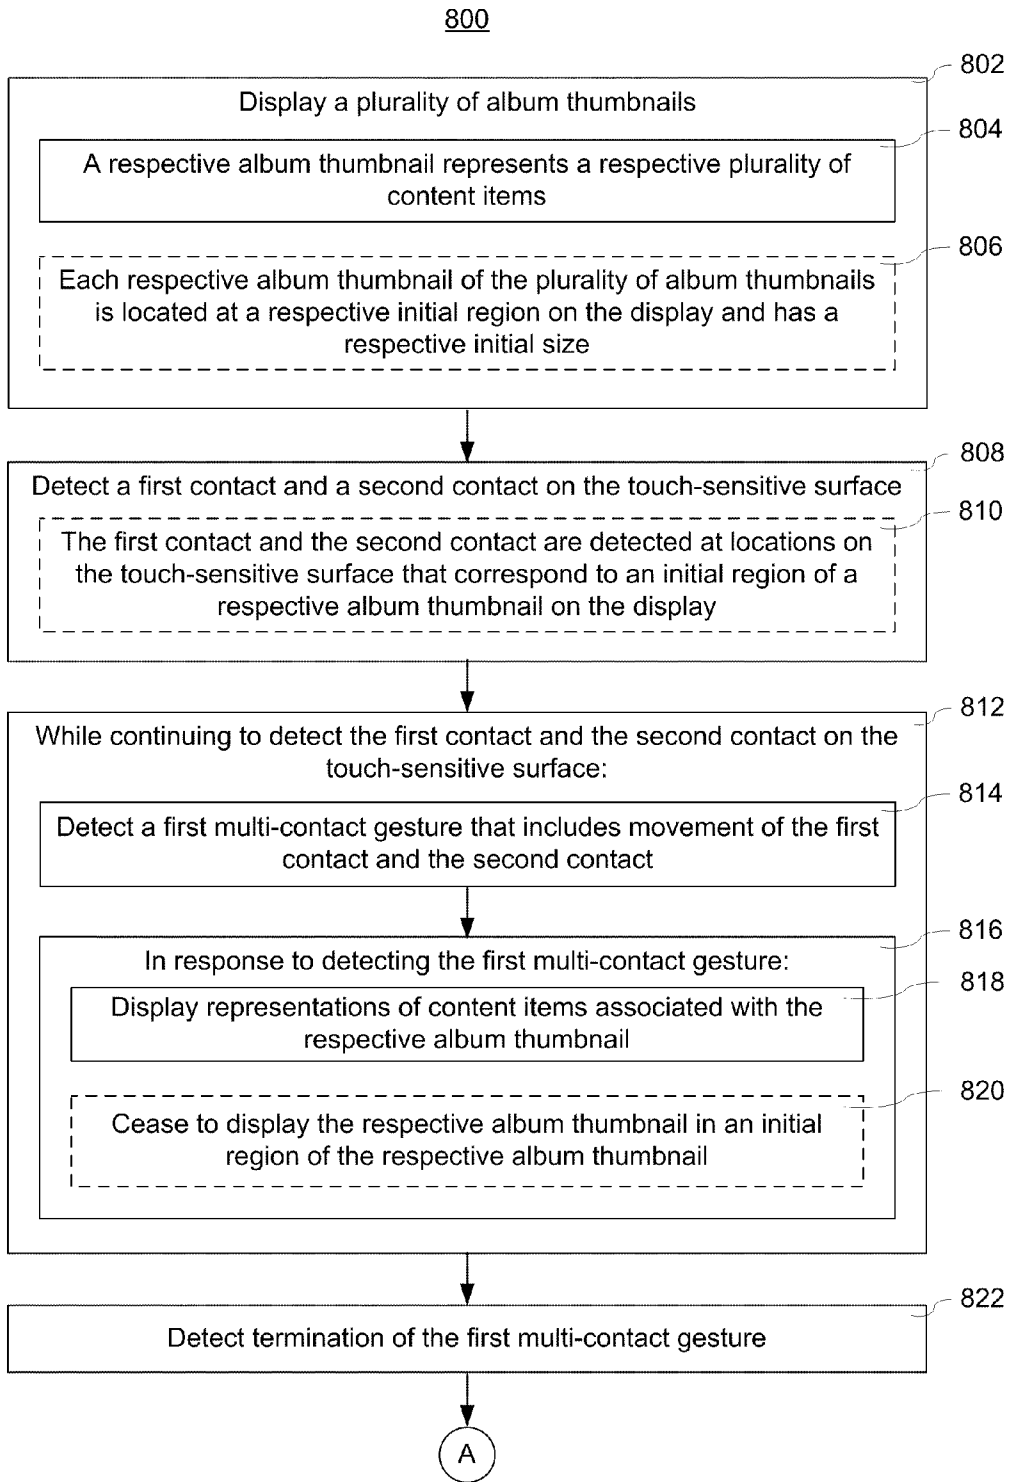 800
802
Display a plurality of album thumbnails
804
A respective album thumbnail represents a respective plurality of
content items
806
Each respective album thumbnail of the plurality of album thumbnails
is located at a respective initial region on the display and has a
respective initial size
808
Detect a first contact and a second contact on the touch-sensitive surface
810
The first contact and the second contact are detected at locations on
the touch-sensitive surface that correspond to an initial region of a
respective album thumbnail on the display
812
While continuing to detect the first contact and the second contact on the
touch-sensitive surface:
814
Detect a first multi-contact gesture that includes movement of the first
contact and the second contact
816
In response to detecting the first multi-contact gesture:
818
Display representations of content items associated with the
respective album thumbnail
820
Cease to display the respective album thumbnail in an initial
region of the respective album thumbnail
822
Detect termination of the first multi-contact gesture
A